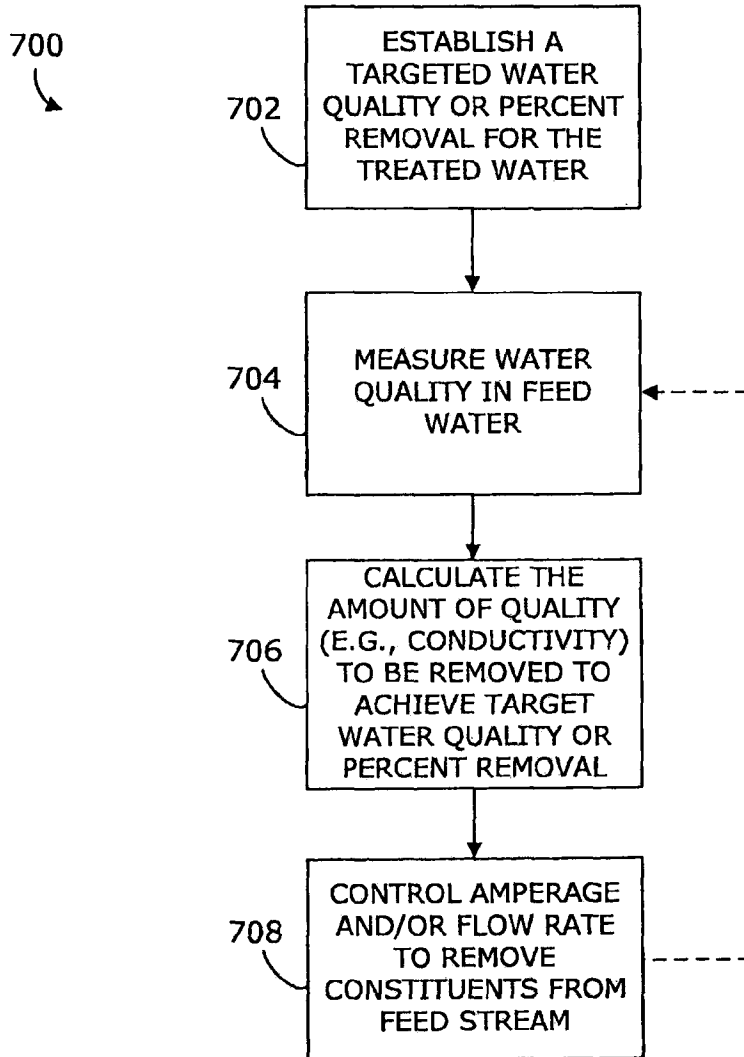 700
702
ESTABLISH A
TARGETED WATER
QUALITY OR PERCENT
REMOVAL FOR THE
TREATED WATER
704
MEASURE WATER
QUALITY IN FEED
WATER
706
CALCULATE THE
AMOUNT OF QUALITY
(E.G., CONDUCTIVITY)
TO BE REMOVED TO
ACHIEVE TARGET
WATER QUALITY OR
PERCENT REMOVAL
708
CONTROL AMPERAGE
AND/OR FLOW RATE
TO REMOVE
CONSTITUENTS FROM
FEED STREAM